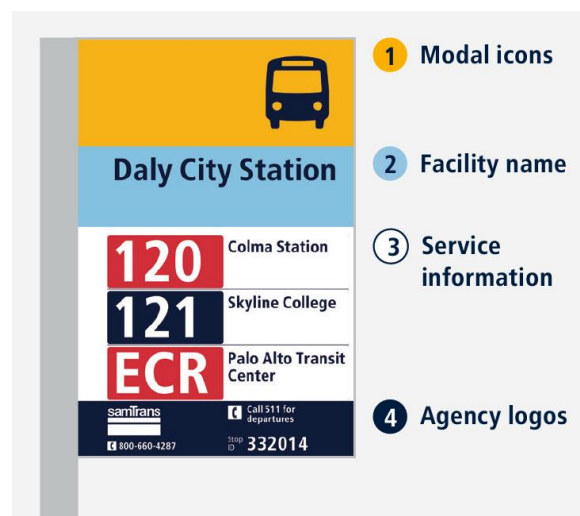 Daly City Station
120 Colma Station
121 Skyline College
ECR Palo Alto Transit
Center
samTrans
800-660-4287
Call 511 for
departures
Stop
ID 332014
1 Modal icons
2 Facility name
3 Service
information
4 Agency logos